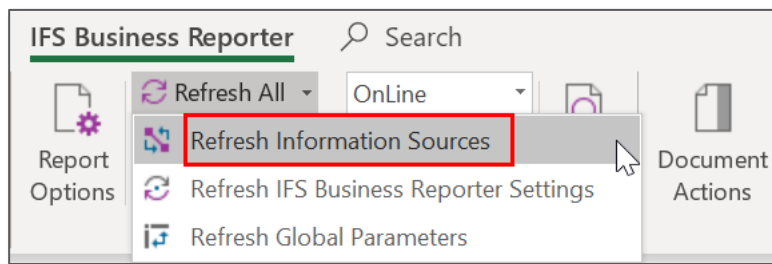 IFS Business Reporter
Search
Refresh All
OnLine
Refresh Information Sources
Report
Options
Refresh IFS Business Reporter Settings
Document
Actions
Refresh Global Parameters